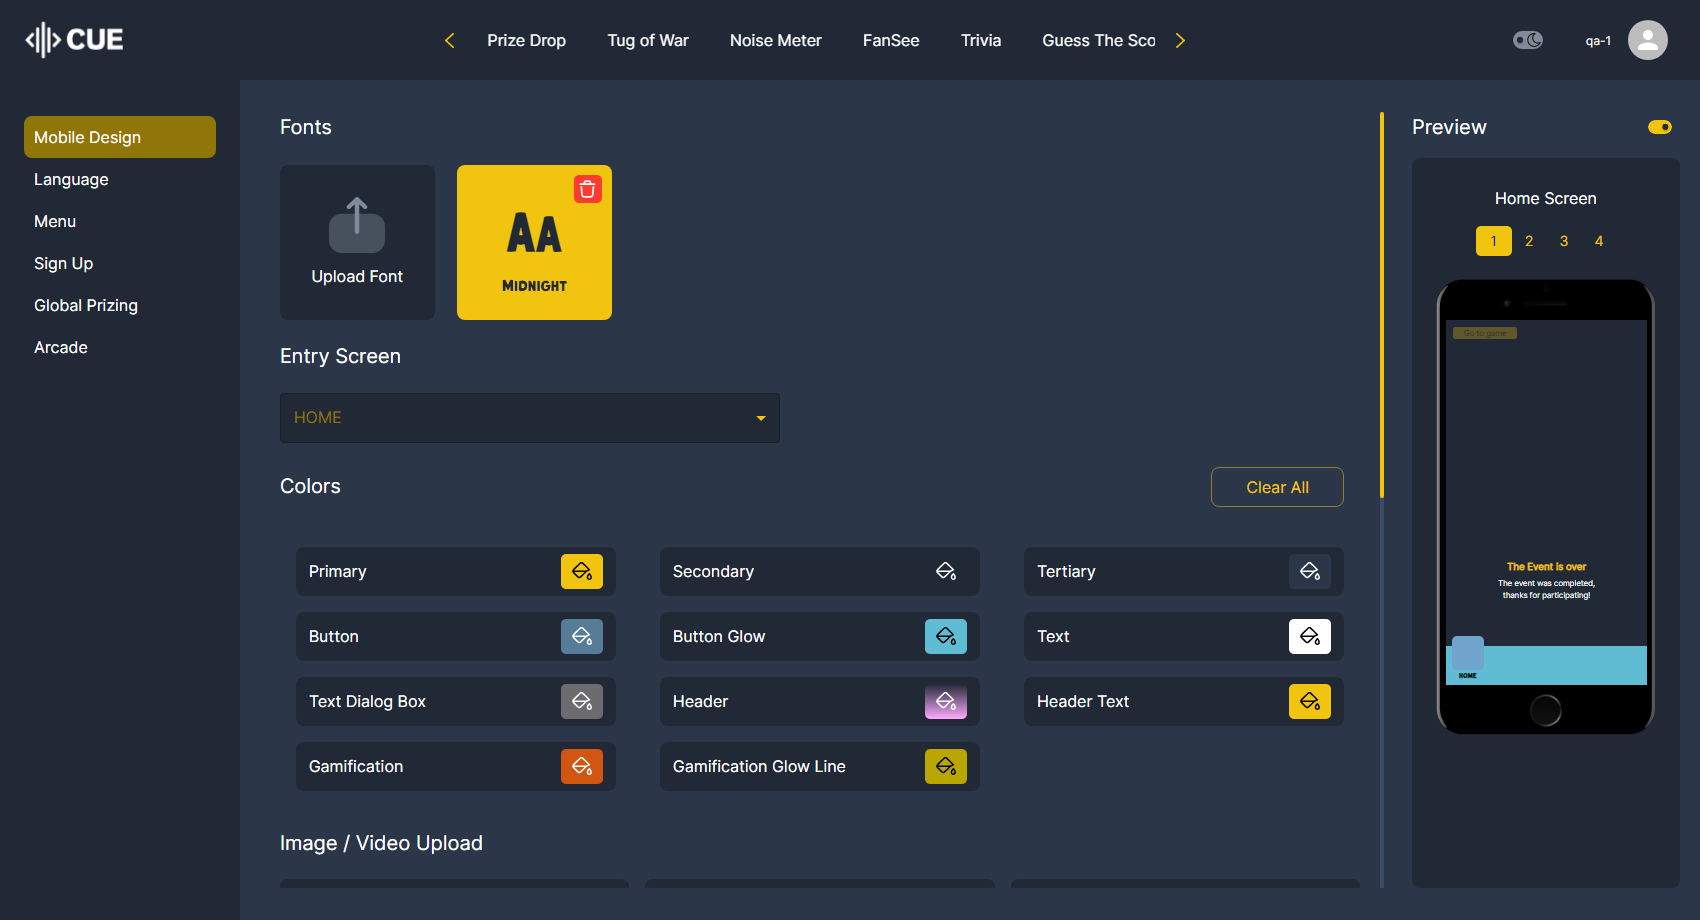 CUE
Prize Drop
Tug of War
Noise Meter
FanSee
Trivia
Guess The Sco
qa-1
Mobile Design
Language
Menu
Sign Up
Global Prizing
Arcade
Fonts
Upload Font
AA
MIDNIGHT
Entry Screen
HOME
Colors
Clear All
Primary
Secondary
Tertiary
Button
Button Glow
Text
Text Dialog Box
Header
Header Text
Gamification
Gamification Glow Line
Image / Video Upload
Preview
Home Screen
1 2 3 4
Go to game
The Event is over
The event was completed,
thanks for participating!
HOME